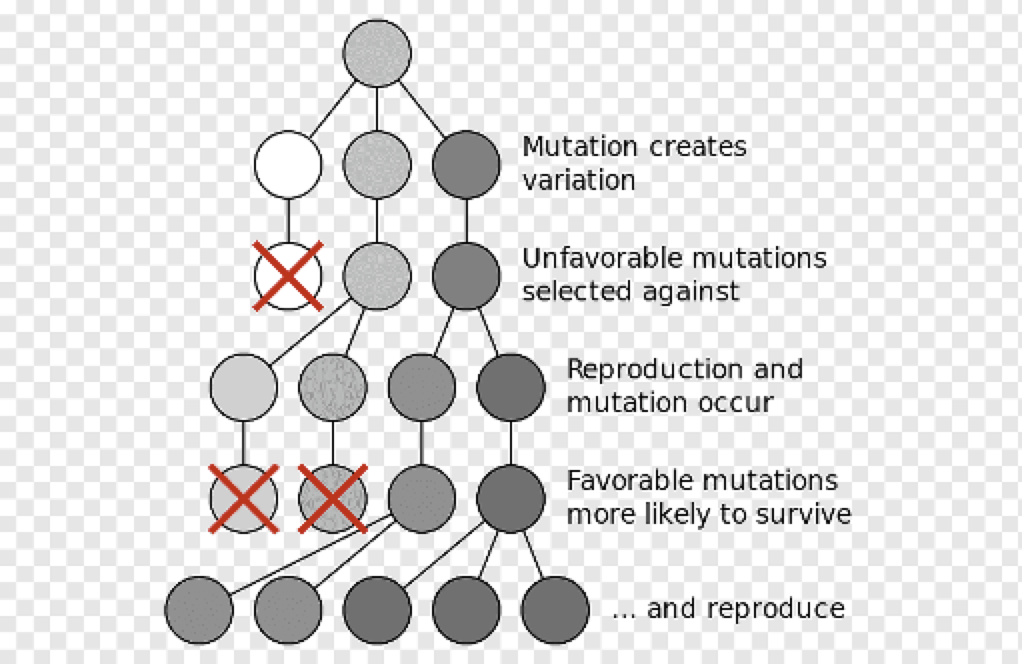 Mutation creates
variation
Unfavorable mutations
selected against
Reproduction and
mutation occur
Favorable mutations
more likely to survive
... and reproduce